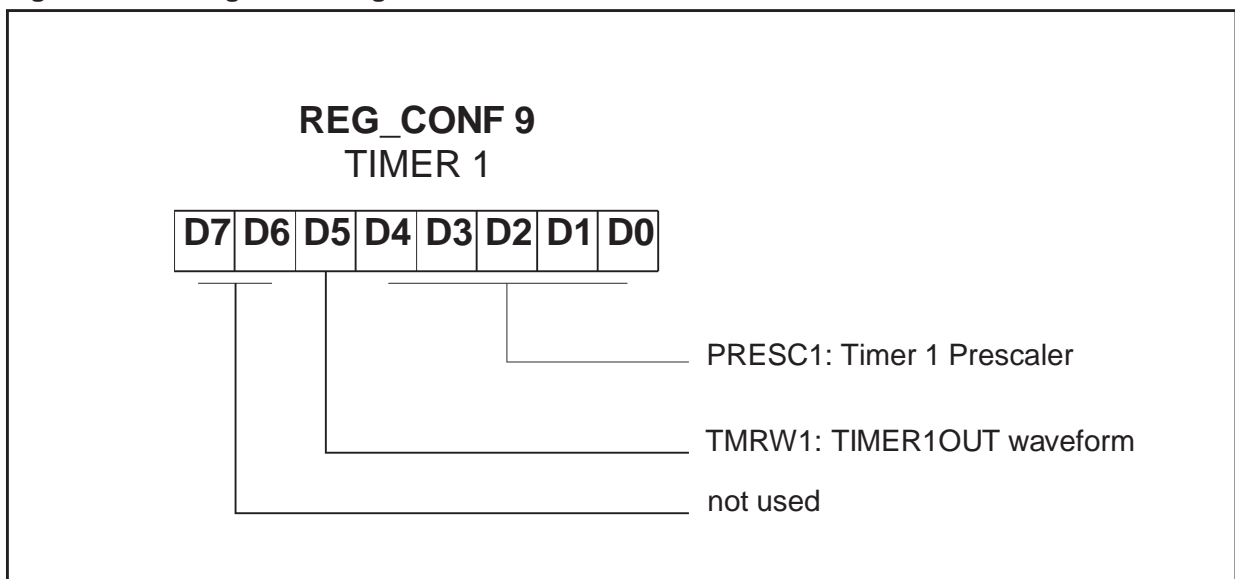 REG_CONF 9
TIMER 1
D7 D6 D5 D4 D3 D2 D1 D0
PRESC1: Timer 1 Prescaler
TMRW1: TIMER1OUT waveform
not used